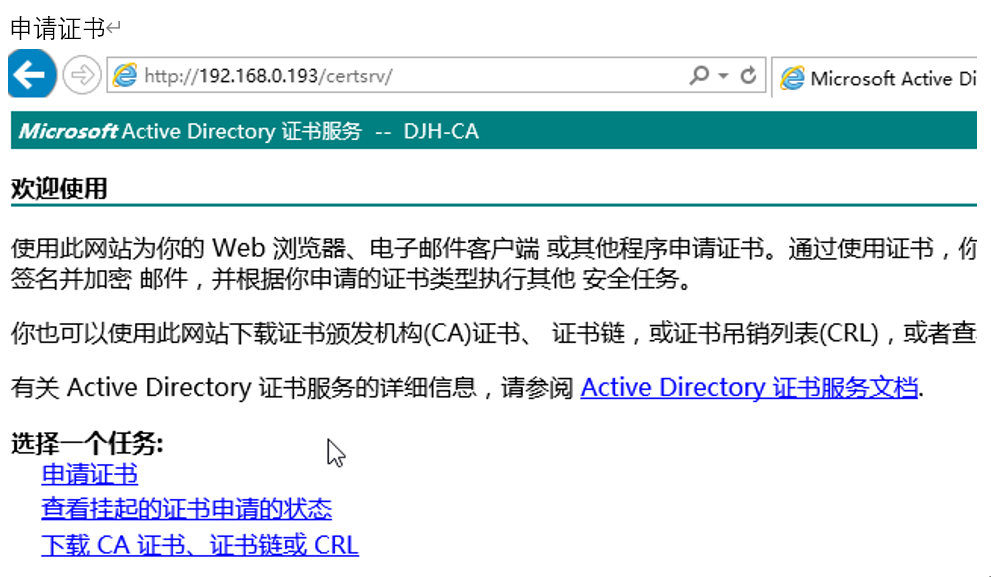 申请证书↵
http://192.168.0.193/certsrv/
Microsoft Active Di
Microsoft Active Directory 证书服务 -- DJH-CA
欢迎使用
使用此网站为你的 Web 浏览器、电子邮件客户端 或其他程序申请证书。通过使用证书，你
签名并加密 邮件，并根据你申请的证书类型执行其他 安全任务。
你也可以使用此网站下载证书颁发机构(CA)证书、 证书链，或证书吊销列表(CRL)，或者查
有关 Active Directory 证书服务的详细信息，请参阅 Active Directory 证书服务文档.
选择一个任务:
申请证书
查看挂起的证书申请的状态
下载 CA 证书、证书链或 CRL